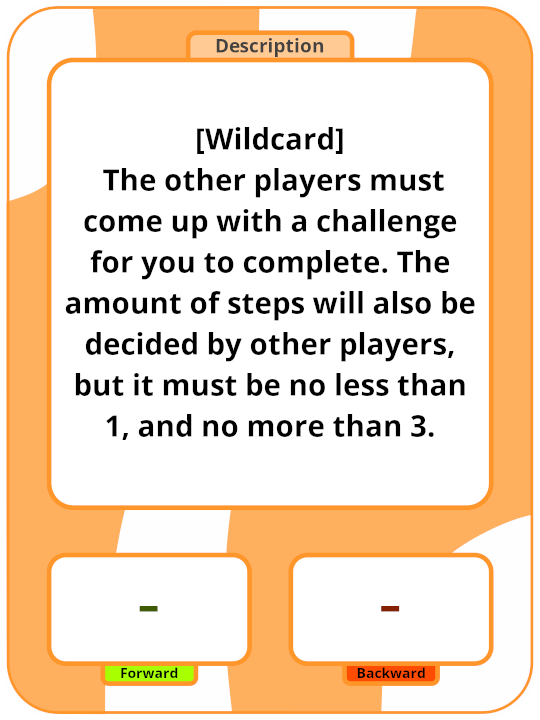 Description
[Wildcard]
The other players must
come up with a challenge
for you to complete. The
amount of steps will also be
decided by other players,
but it must be no less than
1, and no more than 3.
- -
Forward Backward